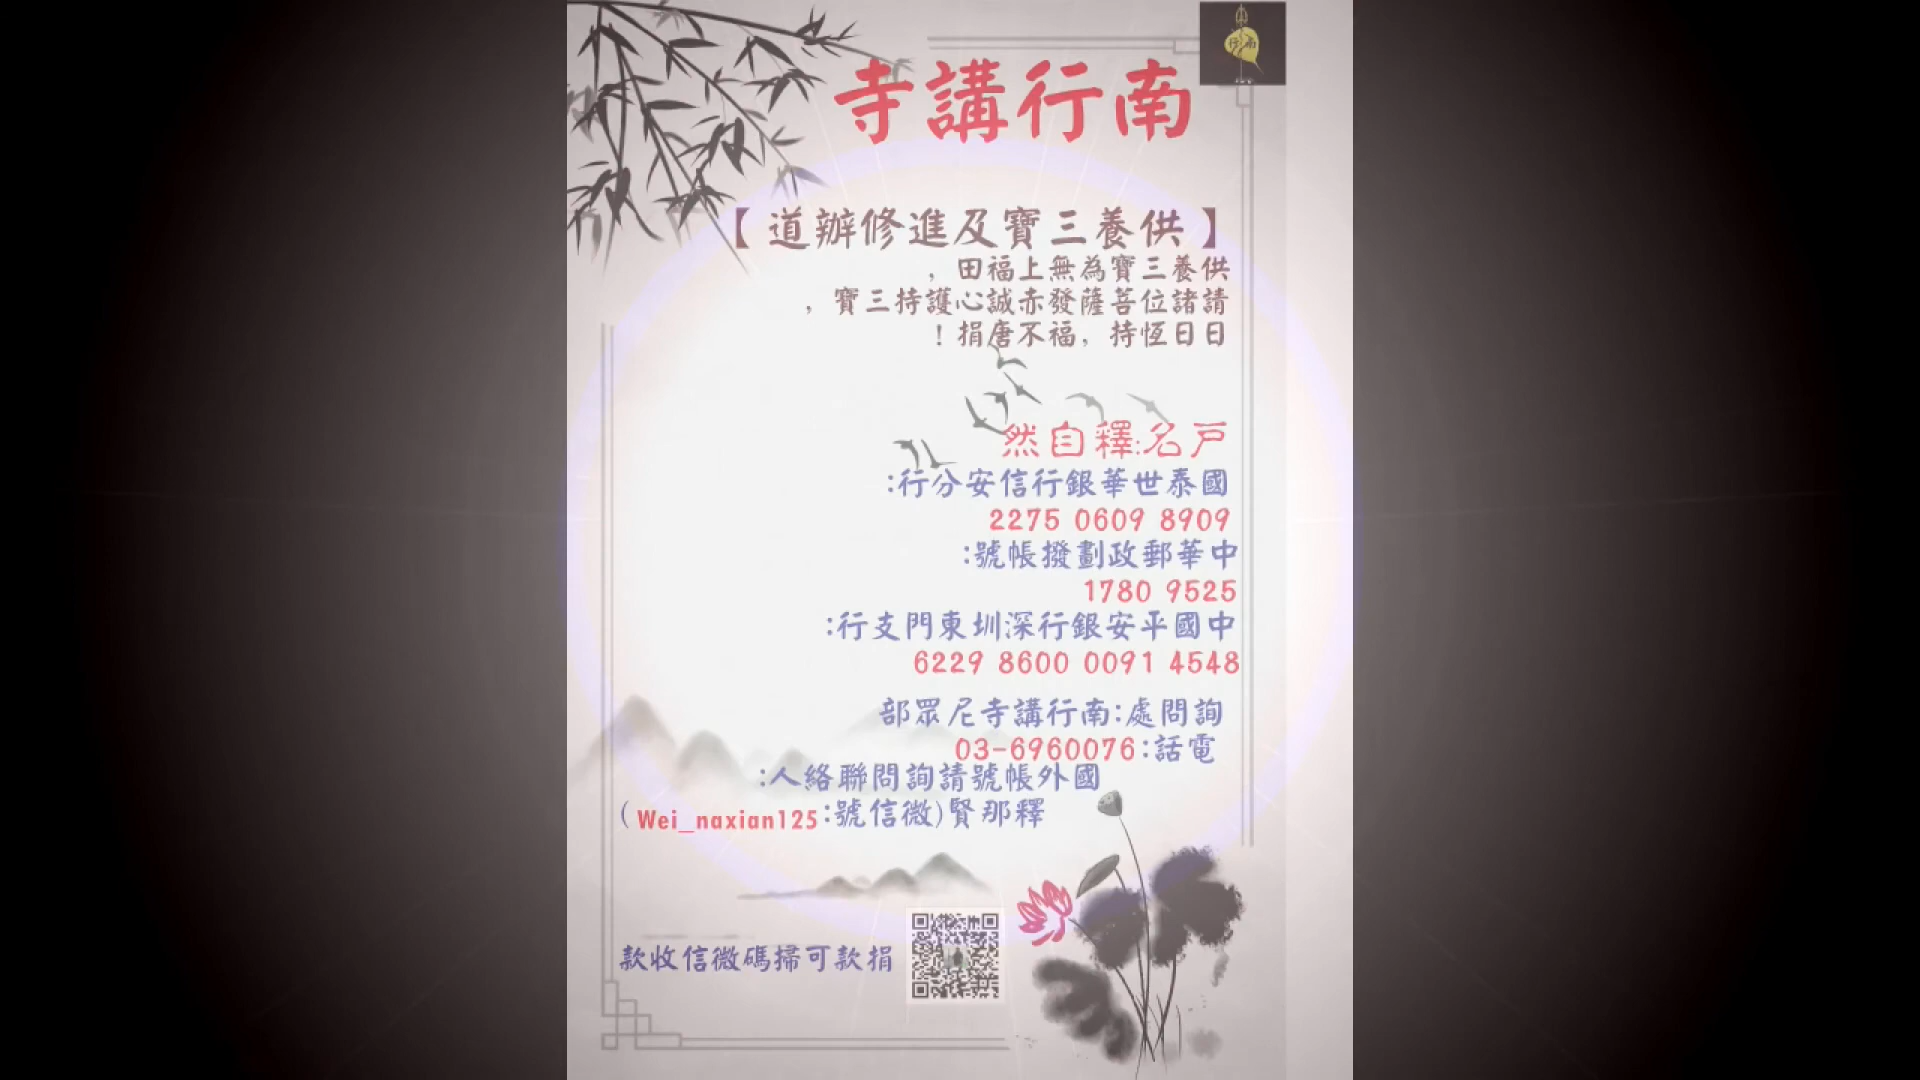 南行講寺
【供養三寶及進修辦道】
供養三寶為無上福田，
請諸位菩薩發赤誠心護持三寶，
日日恆持，福不唐捐！
戶名:釋自然
國泰世華銀行信安分行:
2275 0609 8909
中華郵政劃撥帳號:
1780 9525
中國平安銀行深圳東門支行:
6229 8600 0091 4548
詢問處:南行講寺尼眾部
電話:03-6960076
國外帳號請詢問聯絡人:
釋那賢(微信號:Wei_naxian125)
捐款可掃碼微信收款